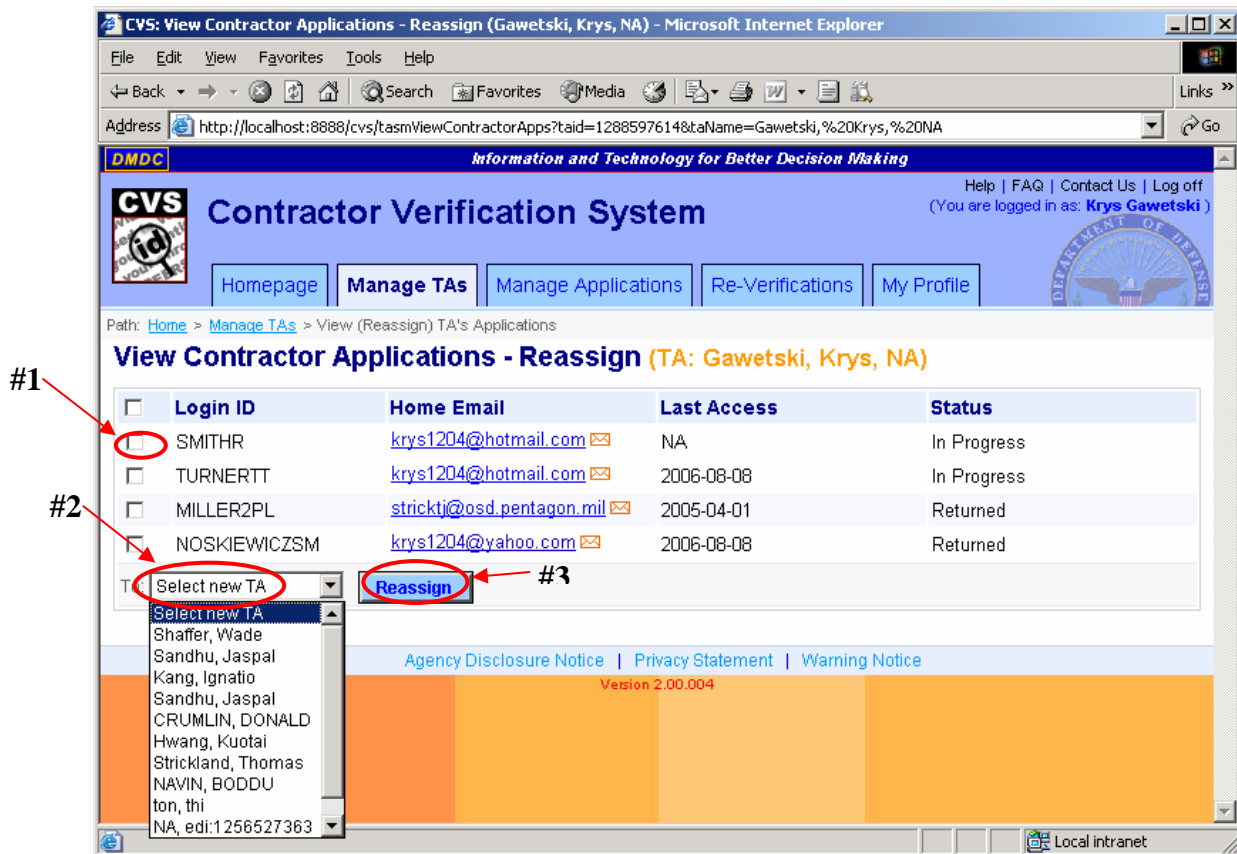 CVS: View Contractor Applications - Reassign (Gawetski, Krys, NA) - Microsoft Internet Explorer
File Edit View Favorites Tools Help
Back Search Favorites Media Links »
Address http://localhost:8888/cvs/tasmViewContractorApps?taid=1288597614&taName=Gawetski,%20Krys,%20NA Go
DMDC Information and Technology for Better Decision Making
Help | FAQ | Contact Us | Log off
(You are logged in as: Krys Gawetski )
CVS Contractor Verification System
id
DEPARTMENT OF DEFENSE
Homepage Manage TAs Manage Applications Re-Verifications My Profile
Path: Home > Manage TAs > View (Reassign) TA's Applications
View Contractor Applications - Reassign (TA: Gawetski, Krys, NA)
#1
Login ID Home Email Last Access Status
SMITHR krys1204@hotmail.com NA In Progress
TURNERTT krys1204@hotmail.com 2006-08-08 In Progress
#2
MILLER2PL stricktj@osd.pentagon.mil 2005-04-01 Returned
NOSKIEWICZSM krys1204@yahoo.com 2006-08-08 Returned
To: Select new TA Reassign #3
Select new TA
Shaffer, Wade
Sandhu, Jaspal
Kang, Ignatio
Sandhu, Jaspal
CRUMLIN, DONALD
Hwang, Kuotai
Strickland, Thomas
NAVIN, BODDU
ton, thi
NA, edi:1256527363
Agency Disclosure Notice | Privacy Statement | Warning Notice
Version 2.00.004
Local intranet